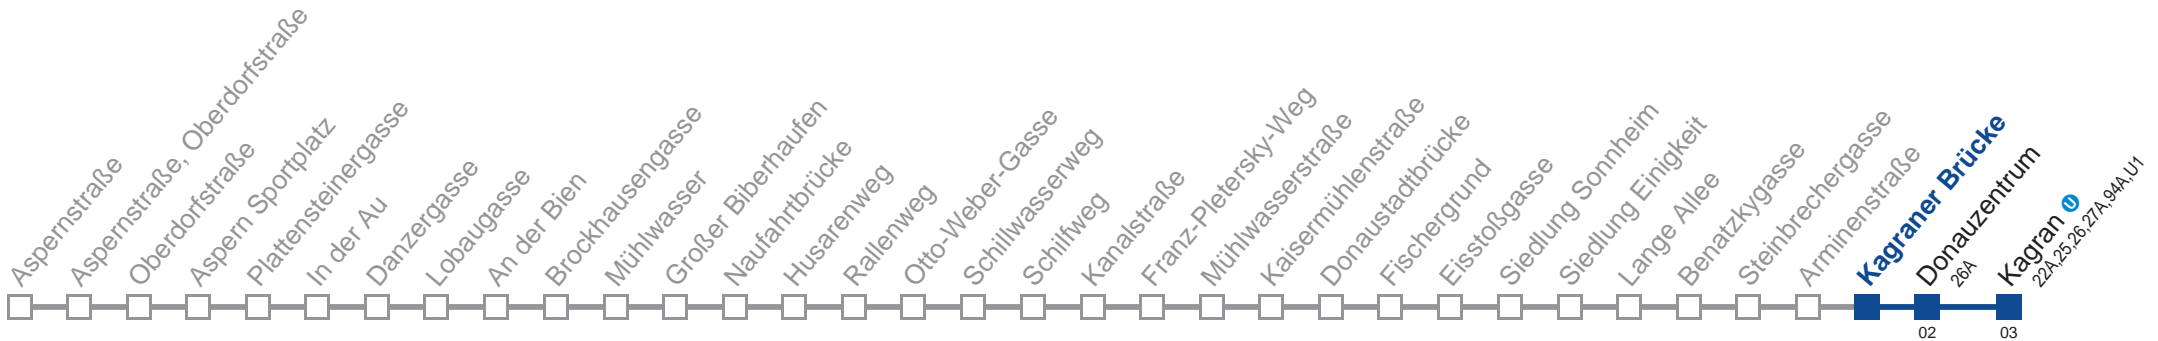 Aspernstraße
Aspernstraße, Oberdorfstraße
Oberdorfstraße
Aspern Sportplatz
Plattensteinergasse
In der Au
Danzergasse
Lobaugasse
An der Bien
Brockhausengasse
Mühlwasser
Großer Biberhaufen
Naufahrtbrücke
Husarenweg
Rallenweg
Otto-Weber-Gasse
Schillwasserweg
Schilfweg
Kanalstraße
Franz-Pletersky-Weg
Mühlwasserstraße
Kaisermühlenstraße
Donaustadtbrücke
Fischergrund
Eisstoßgasse
Siedlung Sonnheim
Siedlung Einigkeit
Lange Allee
Benatzkygasse
Steinbrechergasse
Arminenstraße
Kagraner Brücke
Donauzentrum
26A
Kagran U
22A,25,26,27A,94A,U1
02
03